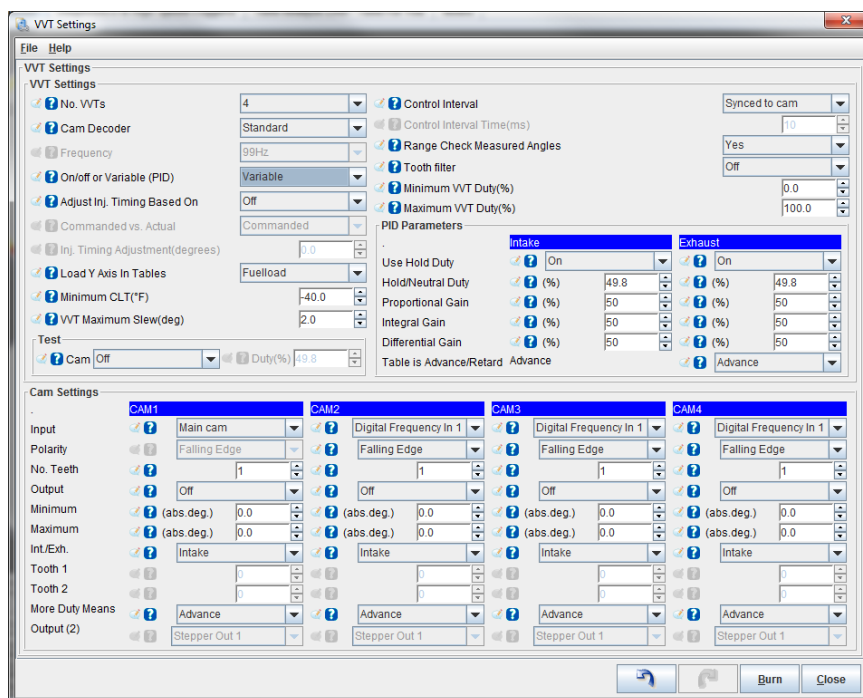 VVT Settings
File Help
VVT Settings
VVT Settings
No. VVTs 4
Cam Decoder Standard
Frequency 99Hz
On/off or Variable (PID) Variable
Adjust Inj. Timing Based On Off
Commanded vs. Actual Commanded
Inj. Timing Adjustment(degrees) 0.0
Load Y Axis In Tables Fuelload
Minimum CLT(°F) -40.0
VVT Maximum Slew(deg) 2.0
Test
Cam Off Duty(%) 49.8
Control Interval Synced to cam
Control Interval Time(ms) 10
Range Check Measured Angles Yes
Tooth filter Off
Minimum VVT Duty(%) 0.0
Maximum VVT Duty(%) 100.0
PID Parameters
. Intake Exhaust
Use Hold Duty On On
Hold/Neutral Duty (%) 49.8 (%) 49.8
Proportional Gain (%) 50 (%) 50
Integral Gain (%) 50 (%) 50
Differential Gain (%) 50 (%) 50
Table is Advance/Retard Advance Advance
Cam Settings
. CAM1 CAM2 CAM3 CAM4
Input Main cam Digital Frequency In 1 Digital Frequency In 1 Digital Frequency In 1
Polarity Falling Edge Falling Edge Falling Edge Falling Edge
No. Teeth 1 1 1 1
Output Off Off Off Off
Minimum (abs.deg.) 0.0 (abs.deg.) 0.0 (abs.deg.) 0.0 (abs.deg.) 0.0
Maximum (abs.deg.) 0.0 (abs.deg.) 0.0 (abs.deg.) 0.0 (abs.deg.) 0.0
Int./Exh. Intake Intake Intake Intake
Tooth 1 0 0 0 0
Tooth 2 0 0 0 0
More Duty Means Advance Advance Advance Advance
Output (2) Stepper Out 1 Stepper Out 1 Stepper Out 1 Stepper Out 1
Burn Close